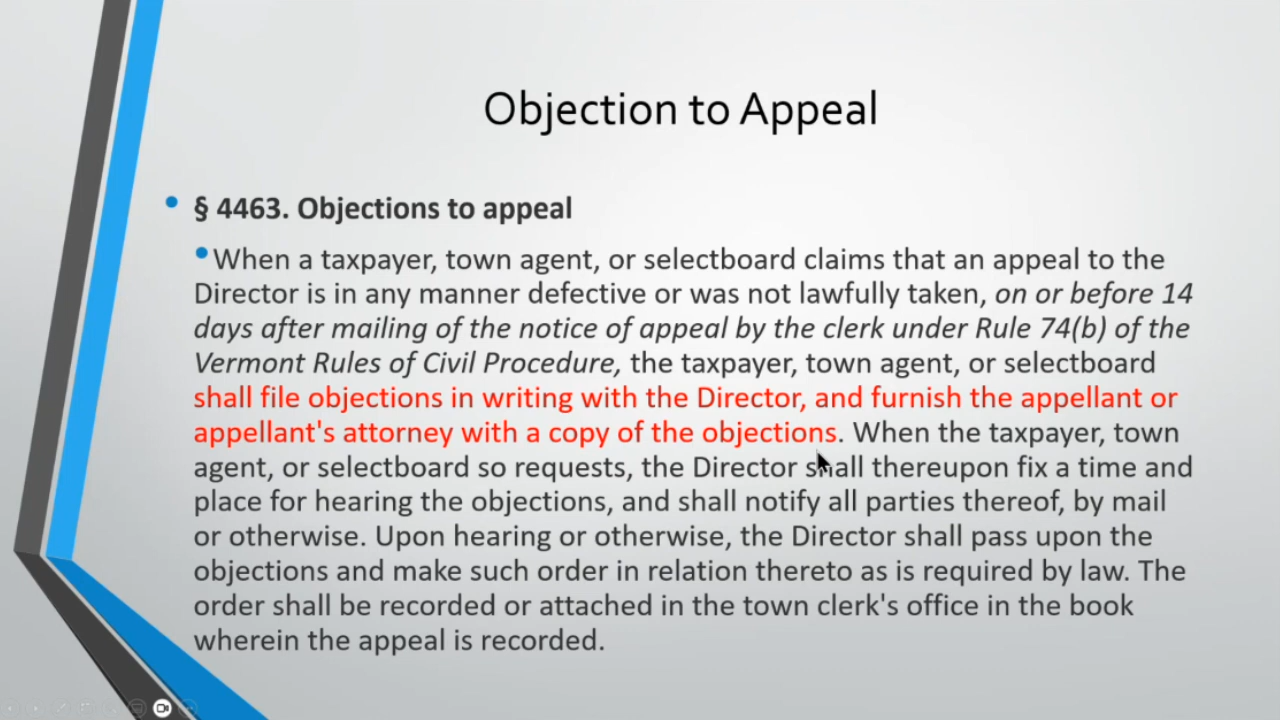 Objection to Appeal
• § 4463. Objections to appeal
•When a taxpayer, town agent, or selectboard claims that an appeal to the
Director is in any manner defective or was not lawfully taken, on or before 14
days after mailing of the notice of appeal by the clerk under Rule 74(b) of the
Vermont Rules of Civil Procedure, the taxpayer, town agent, or selectboard
shall file objections in writing with the Director, and furnish the appellant or
appellant's attorney with a copy of the objections. When the taxpayer, town
agent, or selectboard so requests, the Director shall thereupon fix a time and
place for hearing the objections, and shall notify all parties thereof, by mail
or otherwise. Upon hearing or otherwise, the Director shall pass upon the
objections and make such order in relation thereto as is required by law. The
order shall be recorded or attached in the town clerk's office in the book
wherein the appeal is recorded.